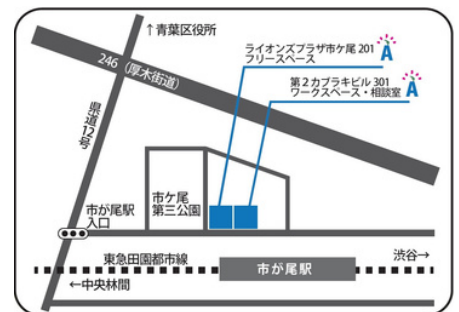 ↑青葉区役所
ライオンズプラザ市ケ尾 201
フリースペース
A
246（厚木街道）
第２カブラキビル 301
ワークスペース・相談室
A
県道12号
市ケ尾
第三公園
市が尾駅
入口
東急田園都市線
市が尾駅
渋谷→
←中央林間